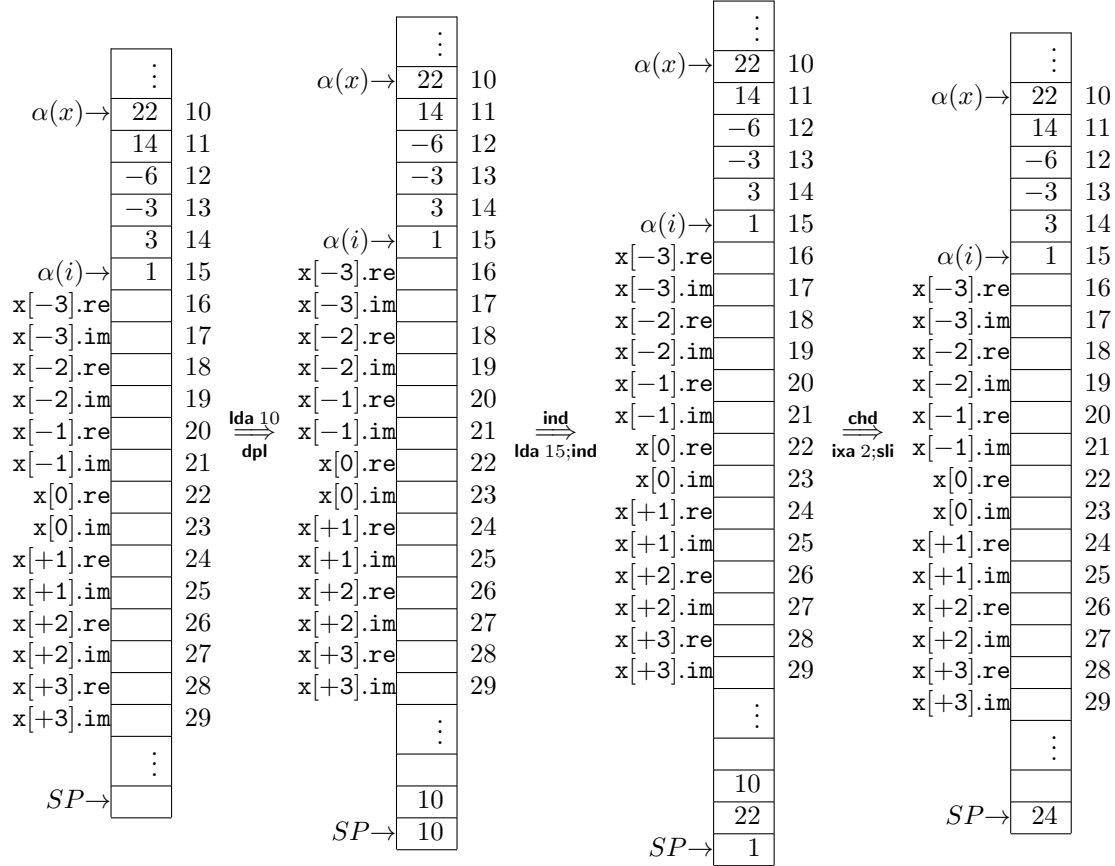 ⋮
α(x)→ 22 10
14 11
−6 12
−3 13
3 14
α(i)→ 1 15
x[−3].re 16
x[−3].im 17
x[−2].re 18
x[−2].im 19
x[−1].re 20
x[−1].im 21
x[0].re 22
x[0].im 23
x[+1].re 24
x[+1].im 25
x[+2].re 26
x[+2].im 27
x[+3].re 28
x[+3].im 29
⋮
SP→
lda 10
⇒
dpl
⋮
α(x)→ 22 10
14 11
−6 12
−3 13
3 14
α(i)→ 1 15
x[−3].re 16
x[−3].im 17
x[−2].re 18
x[−2].im 19
x[−1].re 20
x[−1].im 21
x[0].re 22
x[0].im 23
x[+1].re 24
x[+1].im 25
x[+2].re 26
x[+2].im 27
x[+3].re 28
x[+3].im 29
⋮
10
SP→ 10
ind
⇒
lda 15;ind
⋮
α(x)→ 22 10
14 11
−6 12
−3 13
3 14
α(i)→ 1 15
x[−3].re 16
x[−3].im 17
x[−2].re 18
x[−2].im 19
x[−1].re 20
x[−1].im 21
x[0].re 22
x[0].im 23
x[+1].re 24
x[+1].im 25
x[+2].re 26
x[+2].im 27
x[+3].re 28
x[+3].im 29
⋮
10
22
SP→ 1
chd
⇒
ixa 2;sli
⋮
α(x)→ 22 10
14 11
−6 12
−3 13
3 14
α(i)→ 1 15
x[−3].re 16
x[−3].im 17
x[−2].re 18
x[−2].im 19
x[−1].re 20
x[−1].im 21
x[0].re 22
x[0].im 23
x[+1].re 24
x[+1].im 25
x[+2].re 26
x[+2].im 27
x[+3].re 28
x[+3].im 29
⋮
SP→ 24